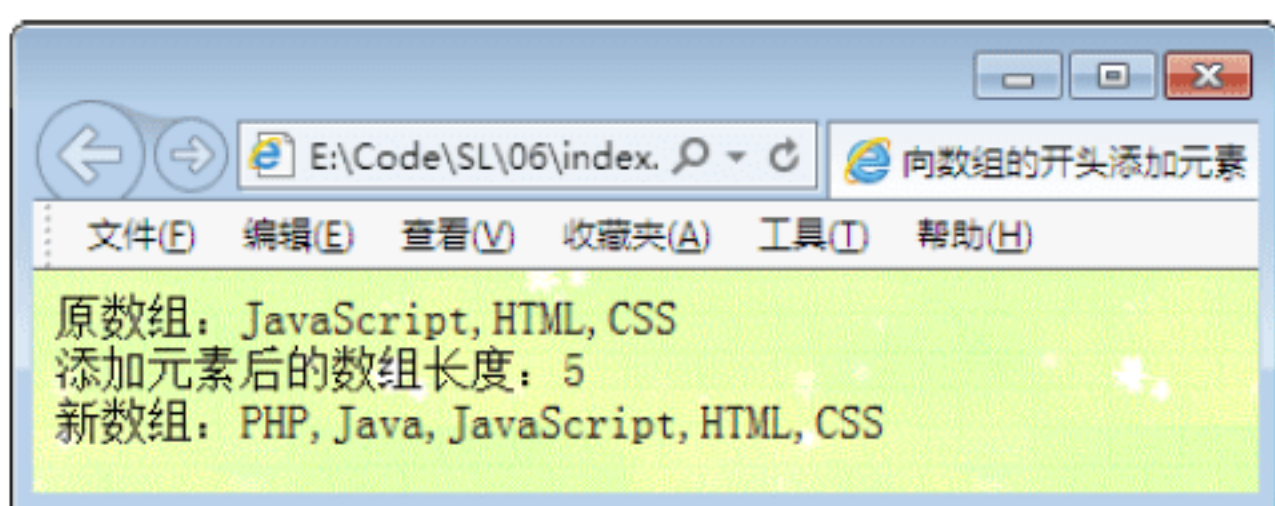 E:\Code\SL\06\index.
向数组的开头添加元素
文件(F) 编辑(E) 查看(V) 收藏夹(A) 工具(T) 帮助(H)
原数组：JavaScript,HTML,CSS
添加元素后的数组长度：5
新数组：PHP,Java,JavaScript,HTML,CSS